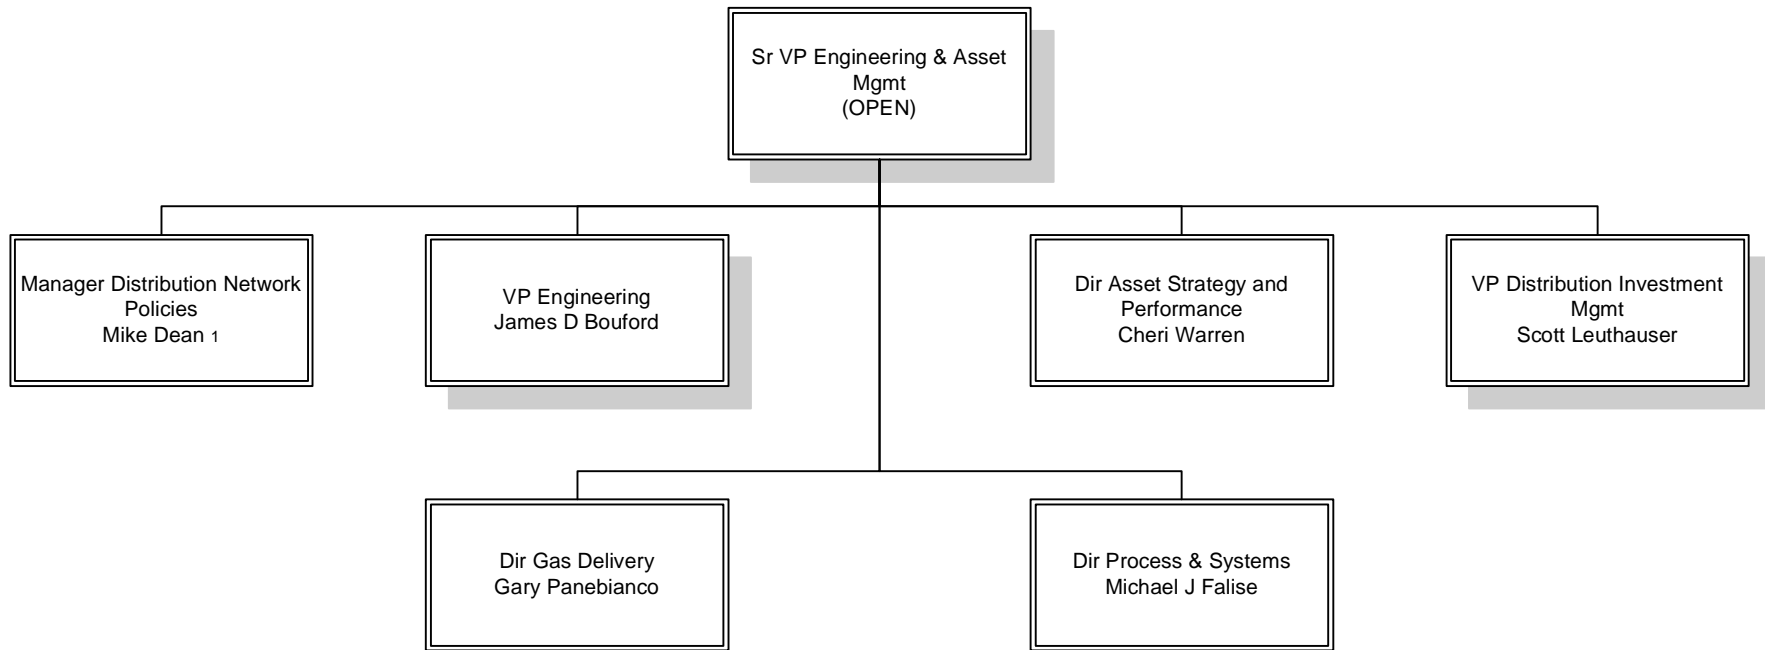 Sr VP Engineering & Asset
Mgmt
(OPEN)
Manager Distribution Network
Policies
Mike Dean 1
VP Engineering
James D Bouford
Dir Asset Strategy and
Performance
Cheri Warren
VP Distribution Investment
Mgmt
Scott Leuthauser
Dir Gas Delivery
Gary Panebianco
Dir Process & Systems
Michael J Falise